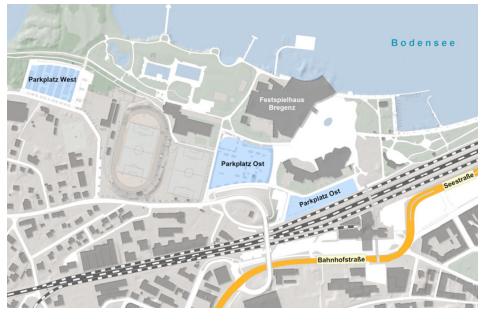 Bodensee
Parkplatz West
Festspielhaus
Bregenz
Parkplatz Ost
Parkplatz Ost
Seestraße
Bahnhofstraße